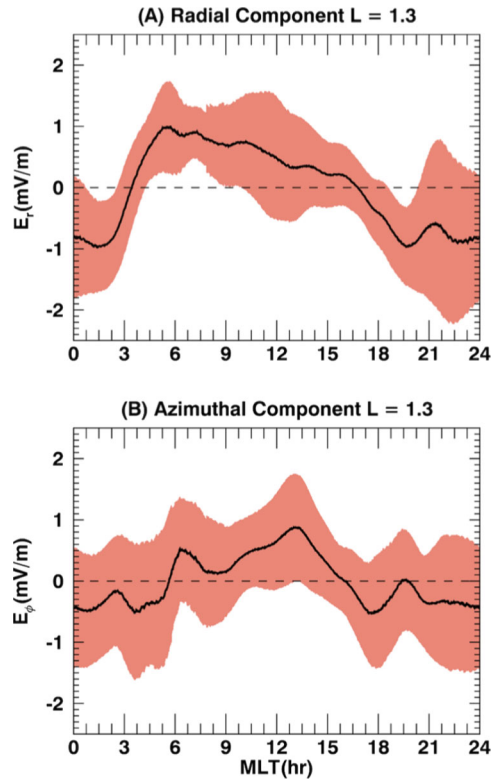 (A) Radial Component L = 1.3
2
1
0
-1
-2
Er(mV/m)
0 3 6 9 12 15 18 21 24
(B) Azimuthal Component L = 1.3
2
1
0
-1
-2
Eϕ(mV/m)
0 3 6 9 12 15 18 21 24
MLT(hr)